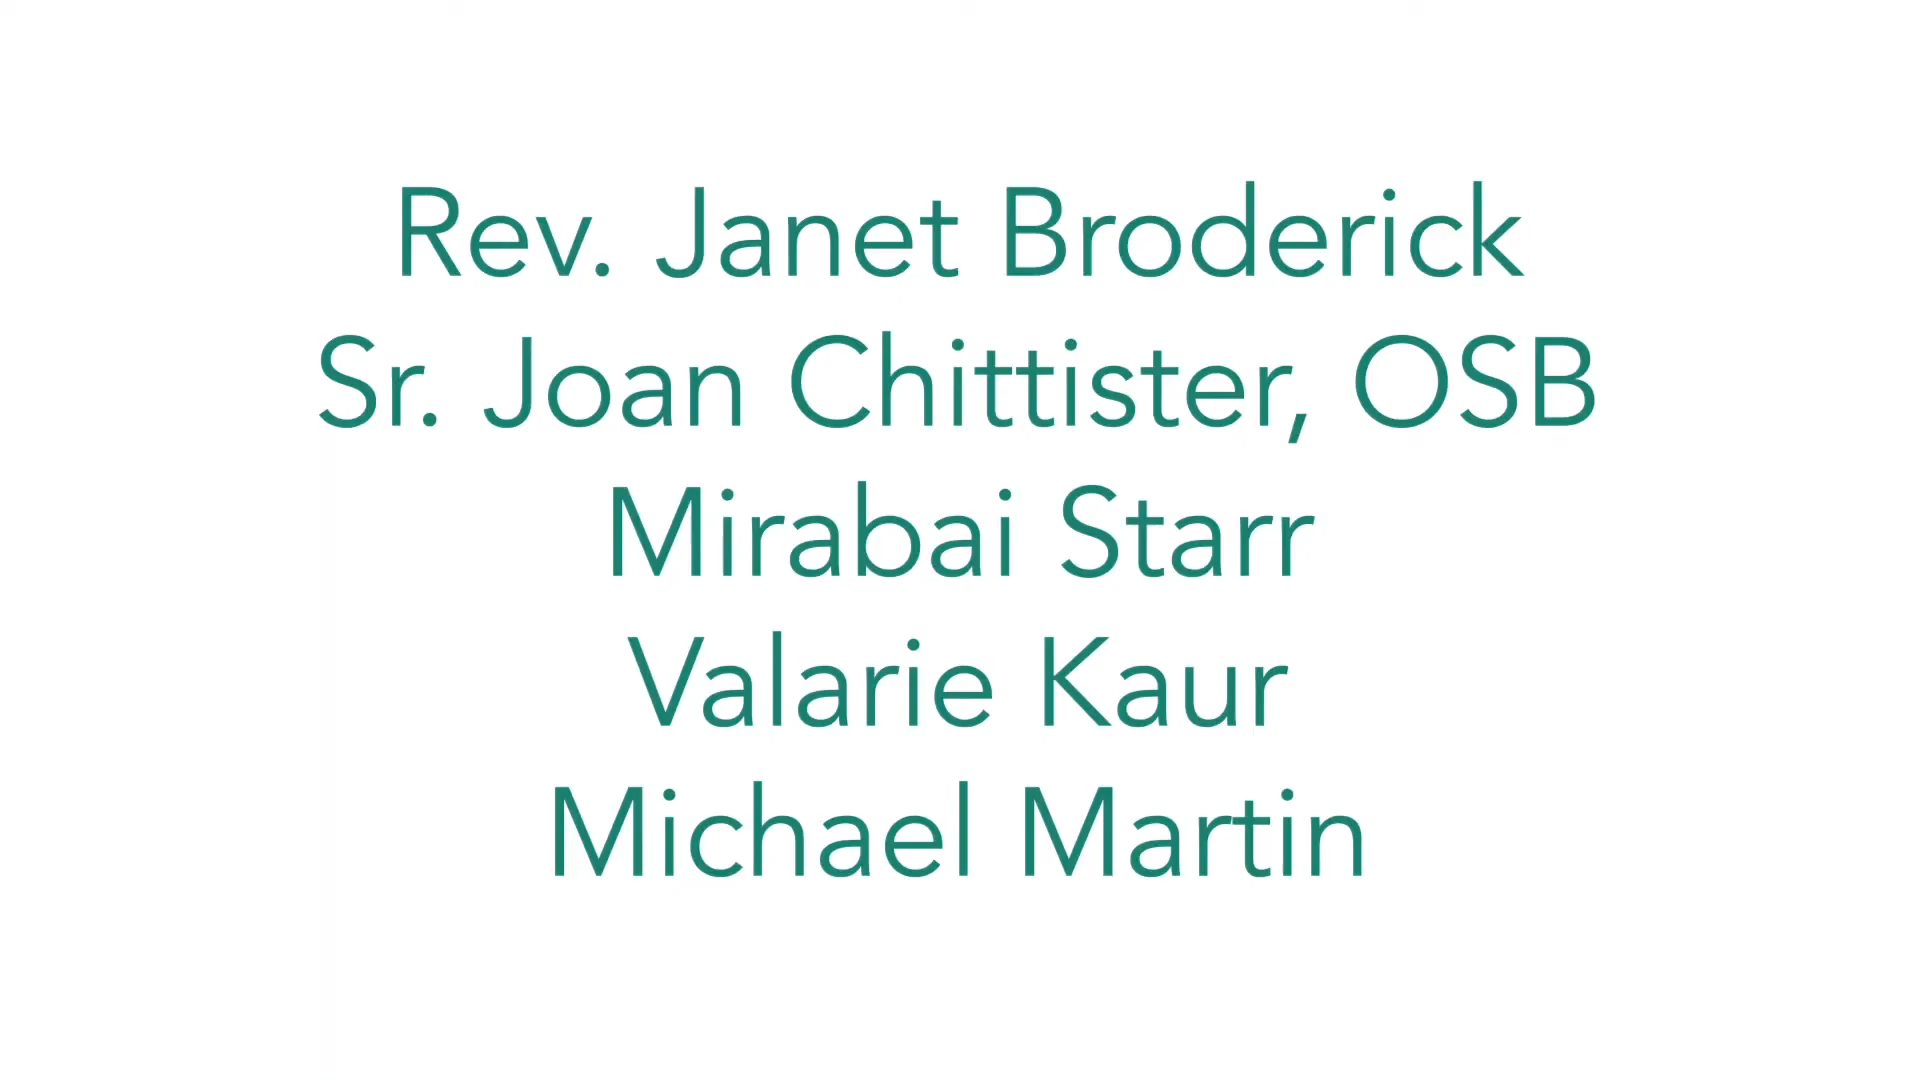 Rev. Janet Broderick
Sr. Joan Chittister, OSB
Mirabai Starr
Valarie Kaur
Michael Martin